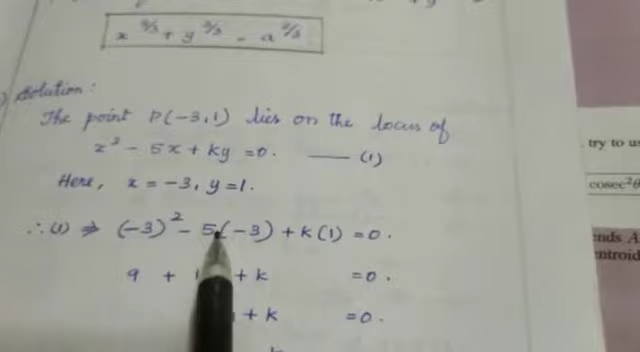 x^2/3 + y^2/3 = a^2/3
Solution:
The point P(-3,1) lies on the locus of
x² - 5x + ky = 0. —— (1)
Here, x = -3, y = 1.
∴ (1) ⇒ (-3)² - 5(-3) + k(1) = 0.
9 + + k = 0.
+ k = 0.
k
try to us
cosec²θ
ends A
entroid